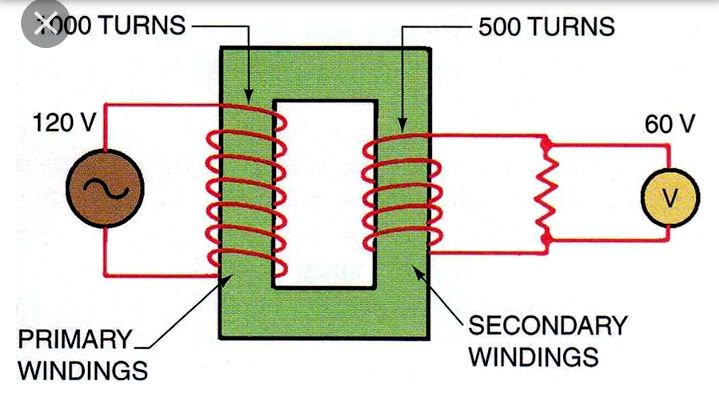 000 TURNS
500 TURNS
120 V
60 V
V
PRIMARY
WINDINGS
SECONDARY
WINDINGS